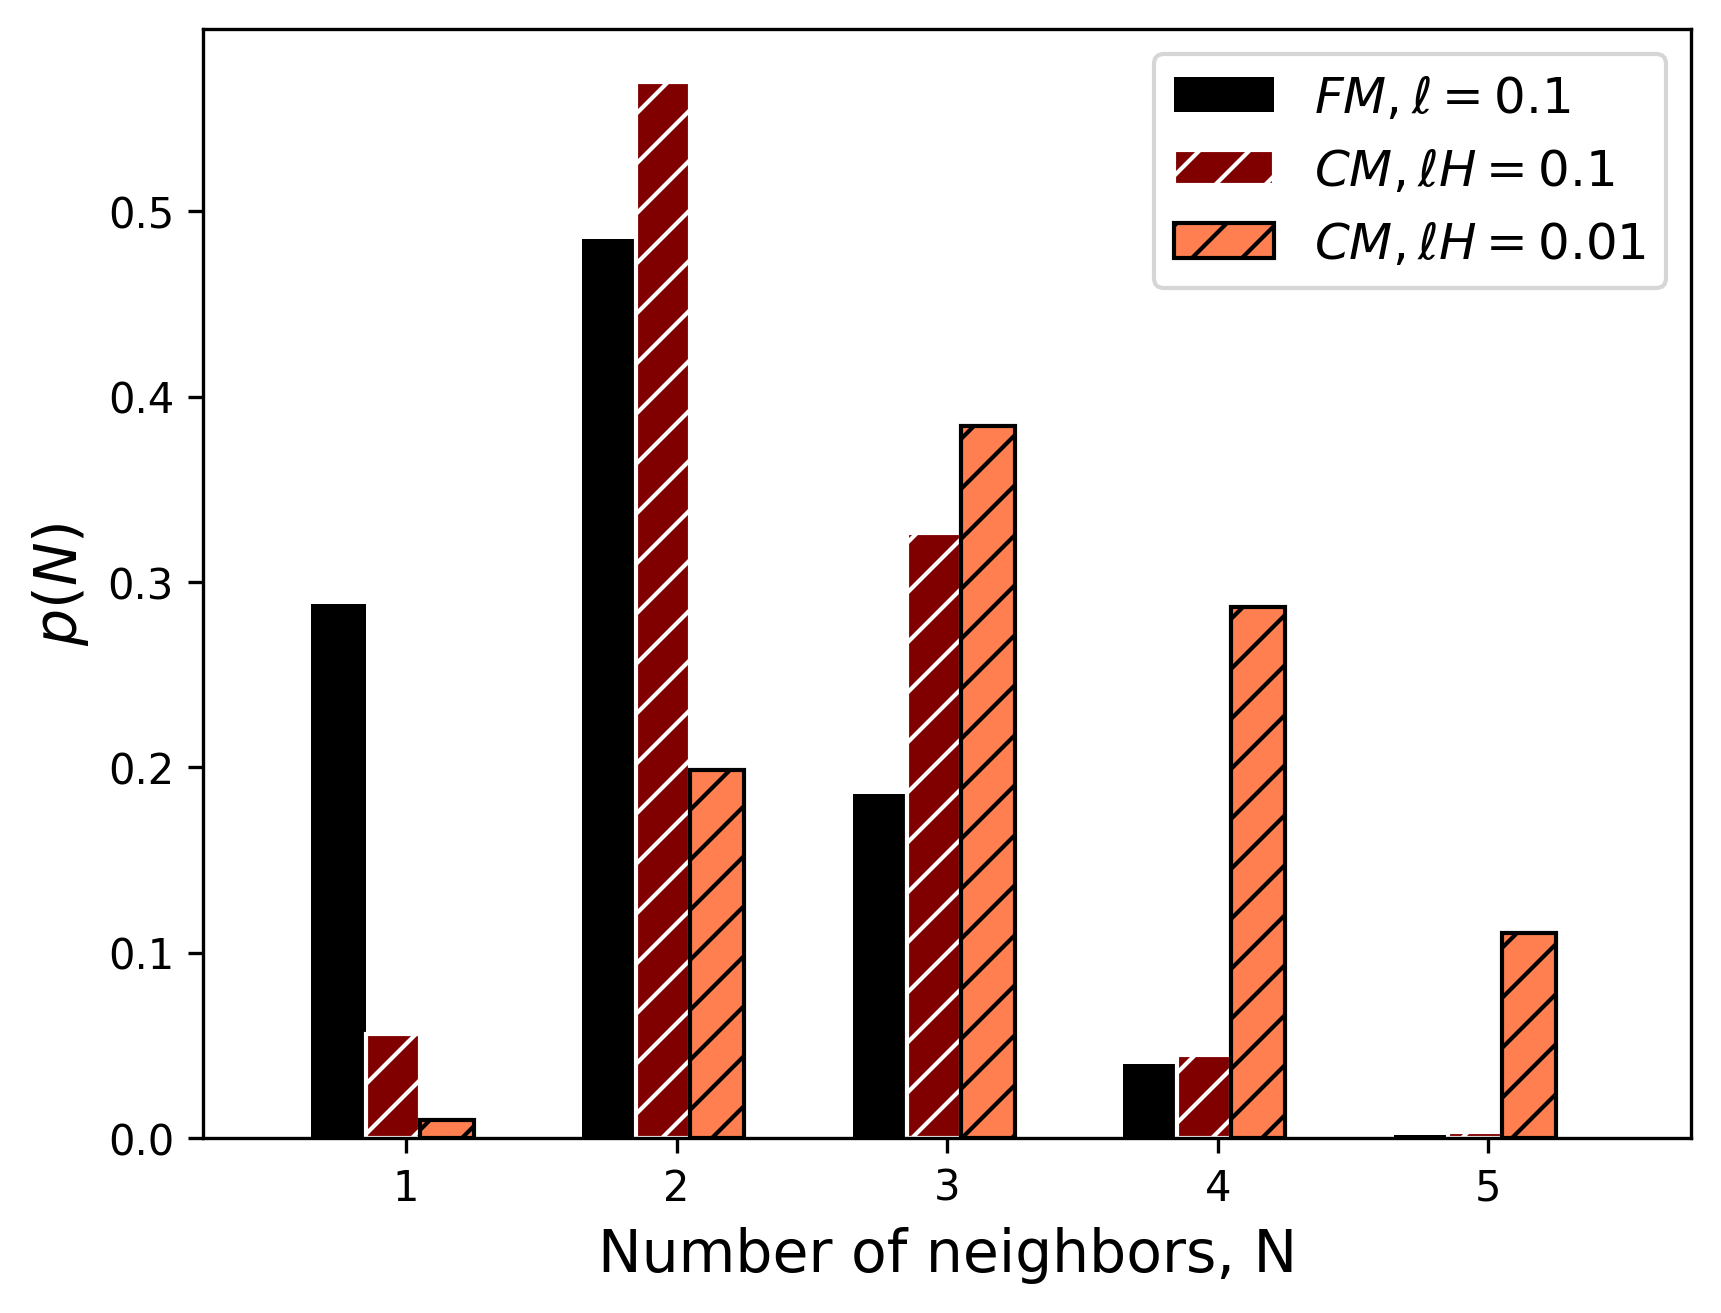 FM, ℓ = 0.1
CM, ℓH = 0.1
CM, ℓH = 0.01
p(N)
0.5
0.4
0.3
0.2
0.1
0.0
1 2 3 4 5
Number of neighbors, N